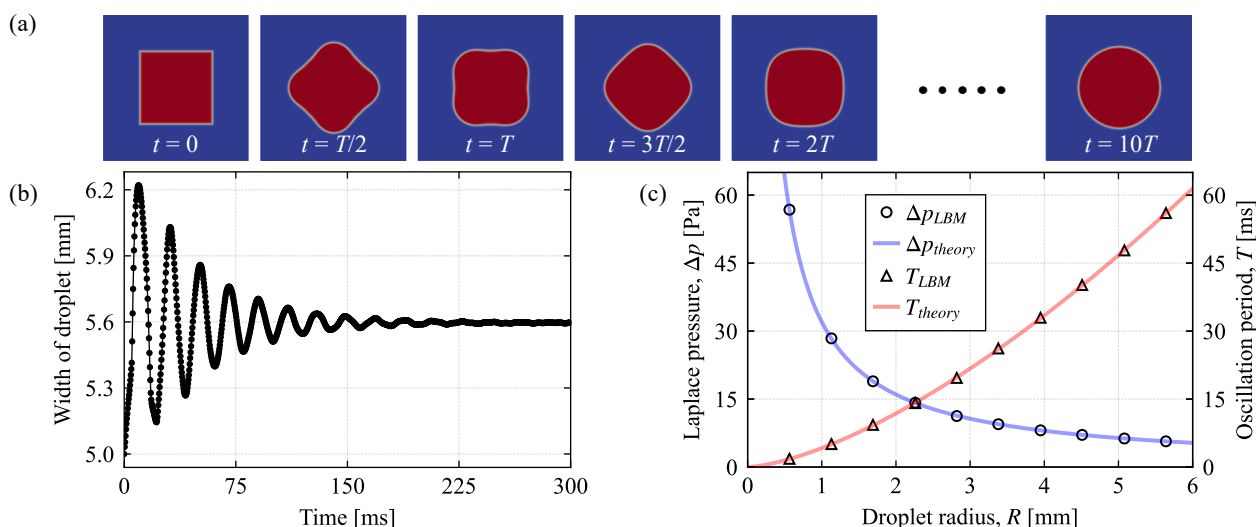 (a)
t = 0
t = T/2
t = T
t = 3T/2
t = 2T
t = 10T
(b)
Width of droplet [mm]
6.2
5.9
5.6
5.3
5.0
0
75
150
225
300
Time [ms]
(c)
Laplace pressure, Δp [Pa]
60
45
30
15
0
Δp_LBM
Δp_theory
T_LBM
T_theory
60
45
30
15
0
Oscillation period, T [ms]
0
1
2
3
4
5
6
Droplet radius, R [mm]